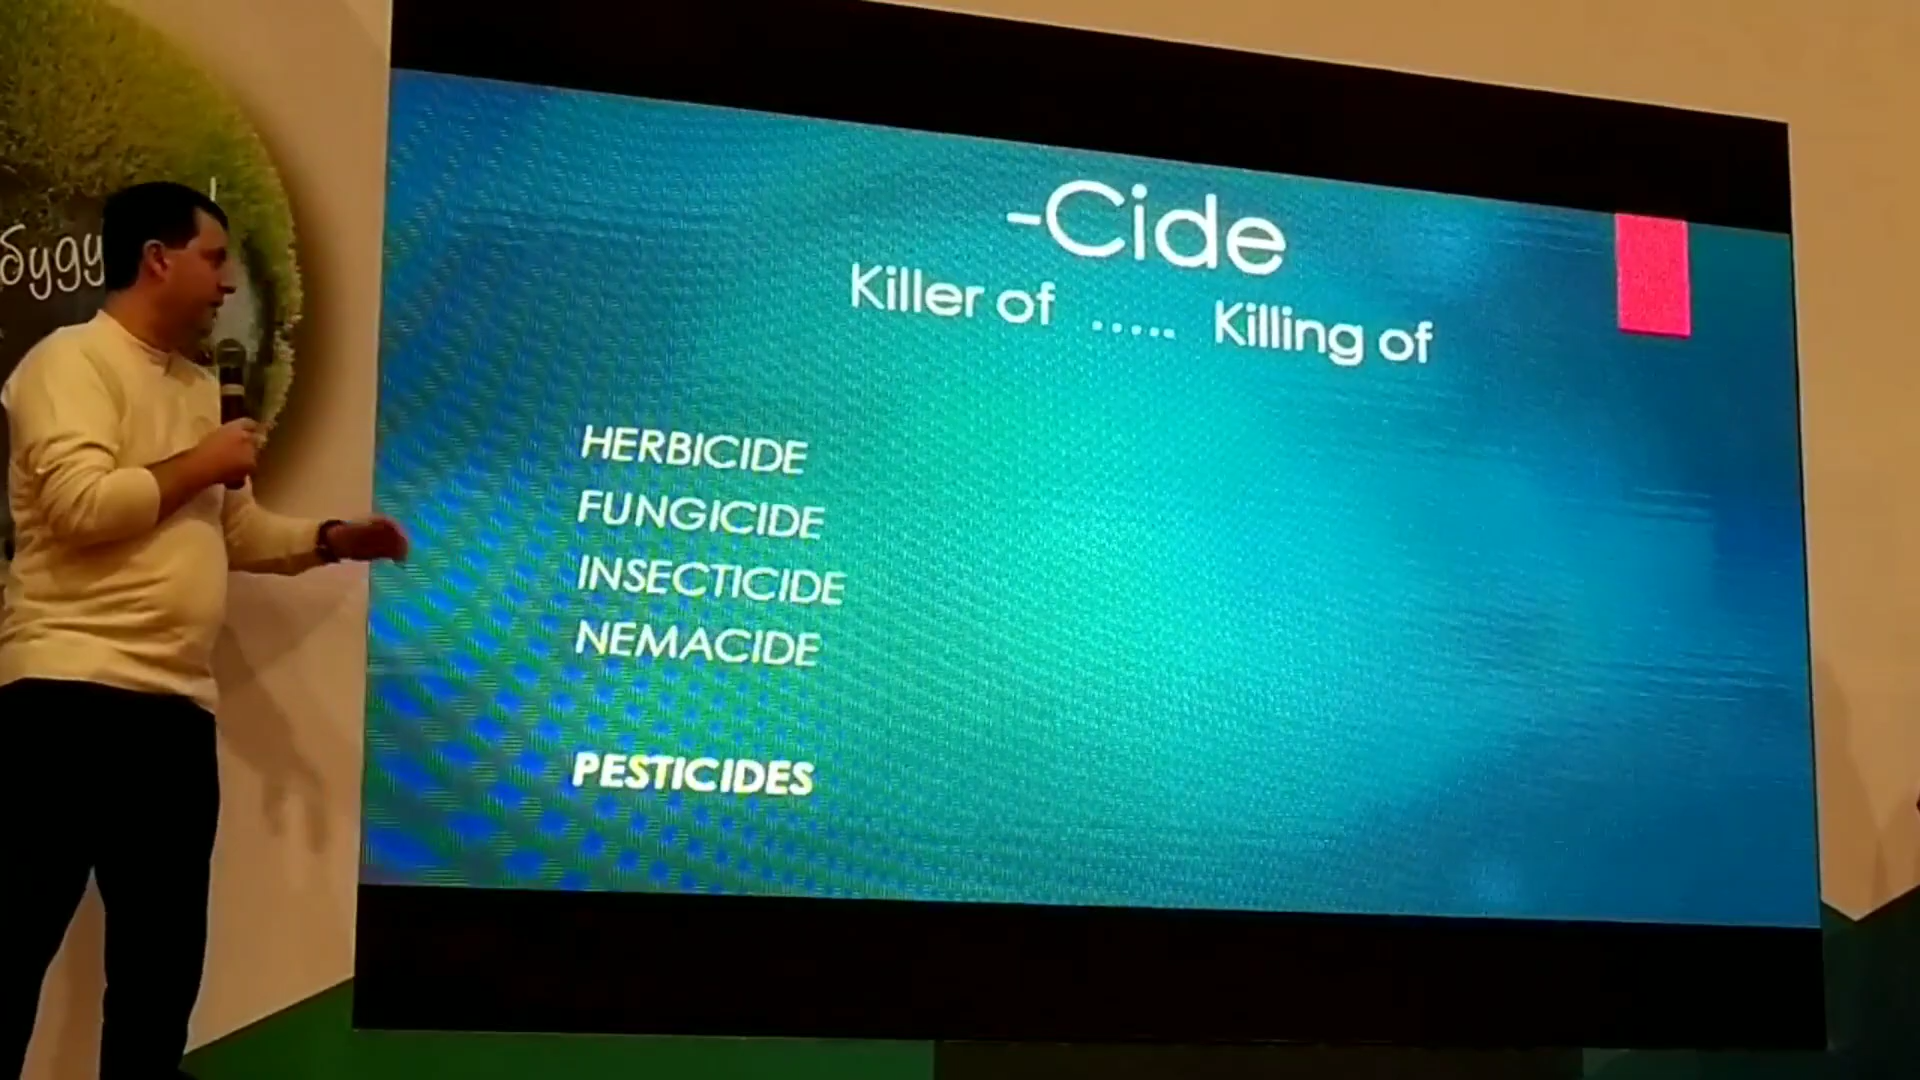 -Cide
Killer of ..... Killing of
HERBICIDE
FUNGICIDE
INSECTICIDE
NEMACIDE
PESTICIDES